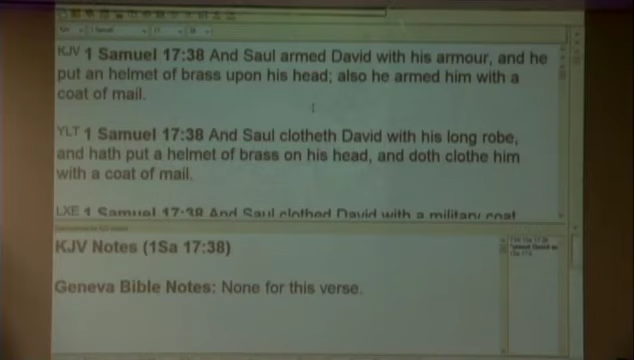 KJV 1 Samuel 17:38 And Saul armed David with his armour, and he
put an helmet of brass upon his head; also he armed him with a
coat of mail.
YLT 1 Samuel 17:38 And Saul clotheth David with his long robe,
and hath put a helmet of brass on his head, and doth clothe him
with a coat of mail.
LXE 1 Samuel 17:38 And Saul clothed David with a military coat
KJV Notes (1Sa 17:38)
Geneva Bible Notes: None for this verse.